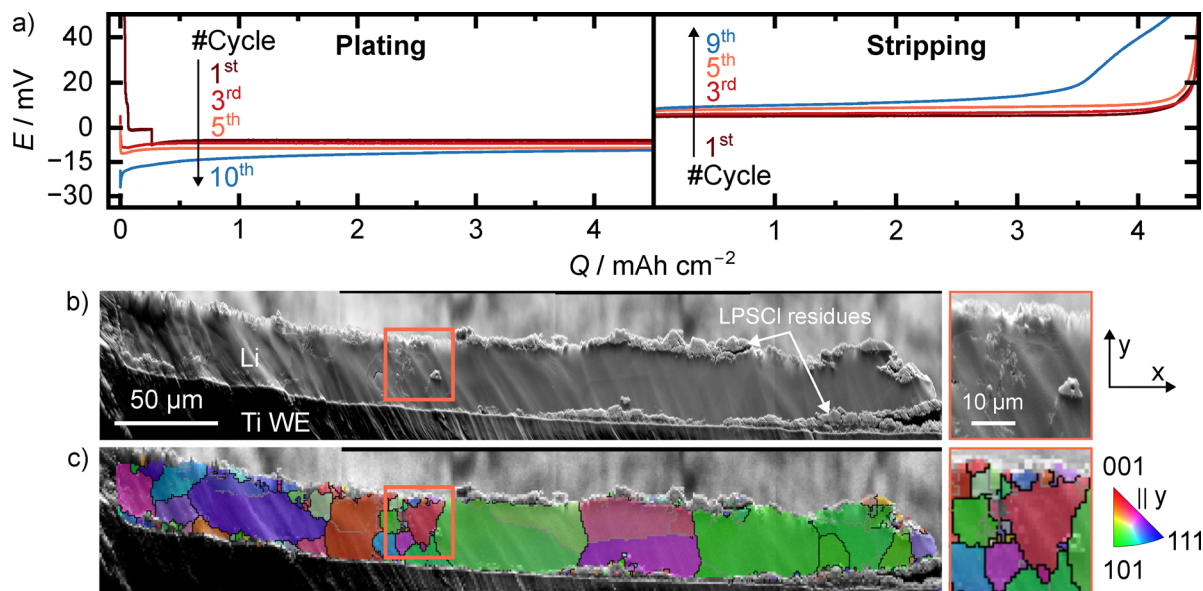 a)
E / mV
40
20
0
−15
−30
#Cycle
1st
3rd
5th
10th
Plating
9th
5th
3rd
1st
#Cycle
Stripping
0 1 2 3 4 1 2 3 4
Q / mAh cm−2
b)
Li
50 µm
Ti WE
LPSCl residues
10 µm
y
x
c)
001
|| y
111
101